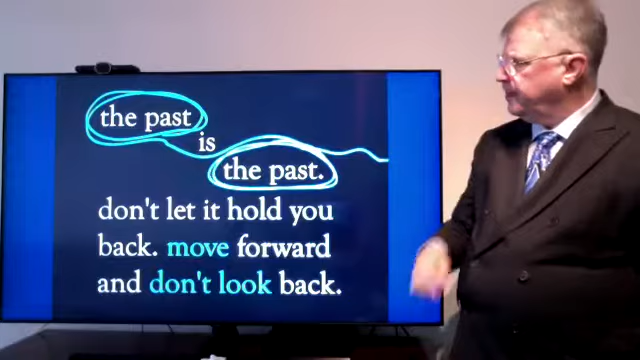 the past
is
the past.
don't let it hold you
back. move forward
and don't look back.